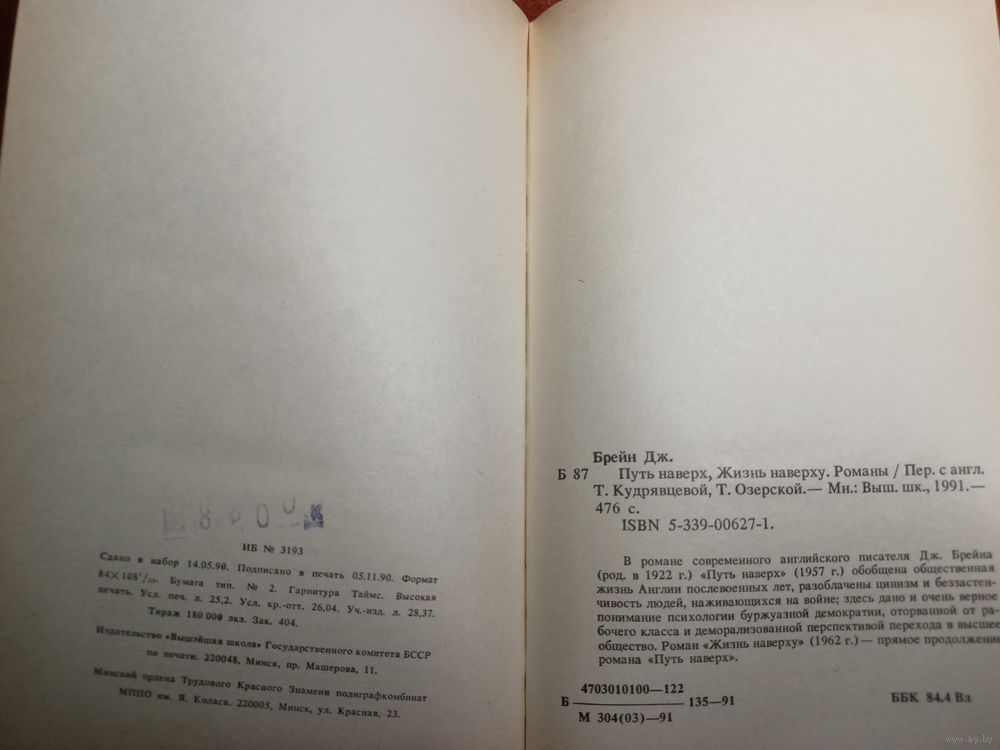 ИБ № 3193
Сдано в набор 14.05.90. Подписано в печать 05.11.90. Формат
84×108¹/₃₂. Бумага тип. № 2. Гарнитура Таймс. Высокая
печать. Усл. печ. л. 25,2. Усл. кр.-отт. 26,04. Уч.-изд. л. 28,37.
Тираж 180 000 экз. Зак. 404.
Издательство «Вышэйшая школа» Государственного комитета БССР
по печати. 220048, Минск, пр. Машерова, 11.
Минский ордена Трудового Красного Знамени полиграфкомбинат
МППО им. Я. Коласа. 220005, Минск, ул. Красная, 23.
Брейн Дж.
Б 87 Путь наверх, Жизнь наверху. Романы / Пер. с англ.
Т. Кудрявцевой, Т. Озерской.— Мн.: Выш. шк., 1991.—
476 с.
ISBN 5-339-00627-1.
В романе современного английского писателя Дж. Брейна
(род. в 1922 г.) «Путь наверх» (1957 г.) обобщена общественная
жизнь Англии послевоенных лет, разоблачены цинизм и беззастен-
чивость людей, наживающихся на войне; здесь дано и очень верное
понимание психологии буржуазной демократии, оторванной от ра-
бочего класса и деморализованной перспективой перехода в высшее
общество. Роман «Жизнь наверху» (1962 г.) — прямое продолжение
романа «Путь наверх».
4703010100—122
Б ———— 135—91
М 304(03)—91
ББК 84.4 Вл
www.ay.by